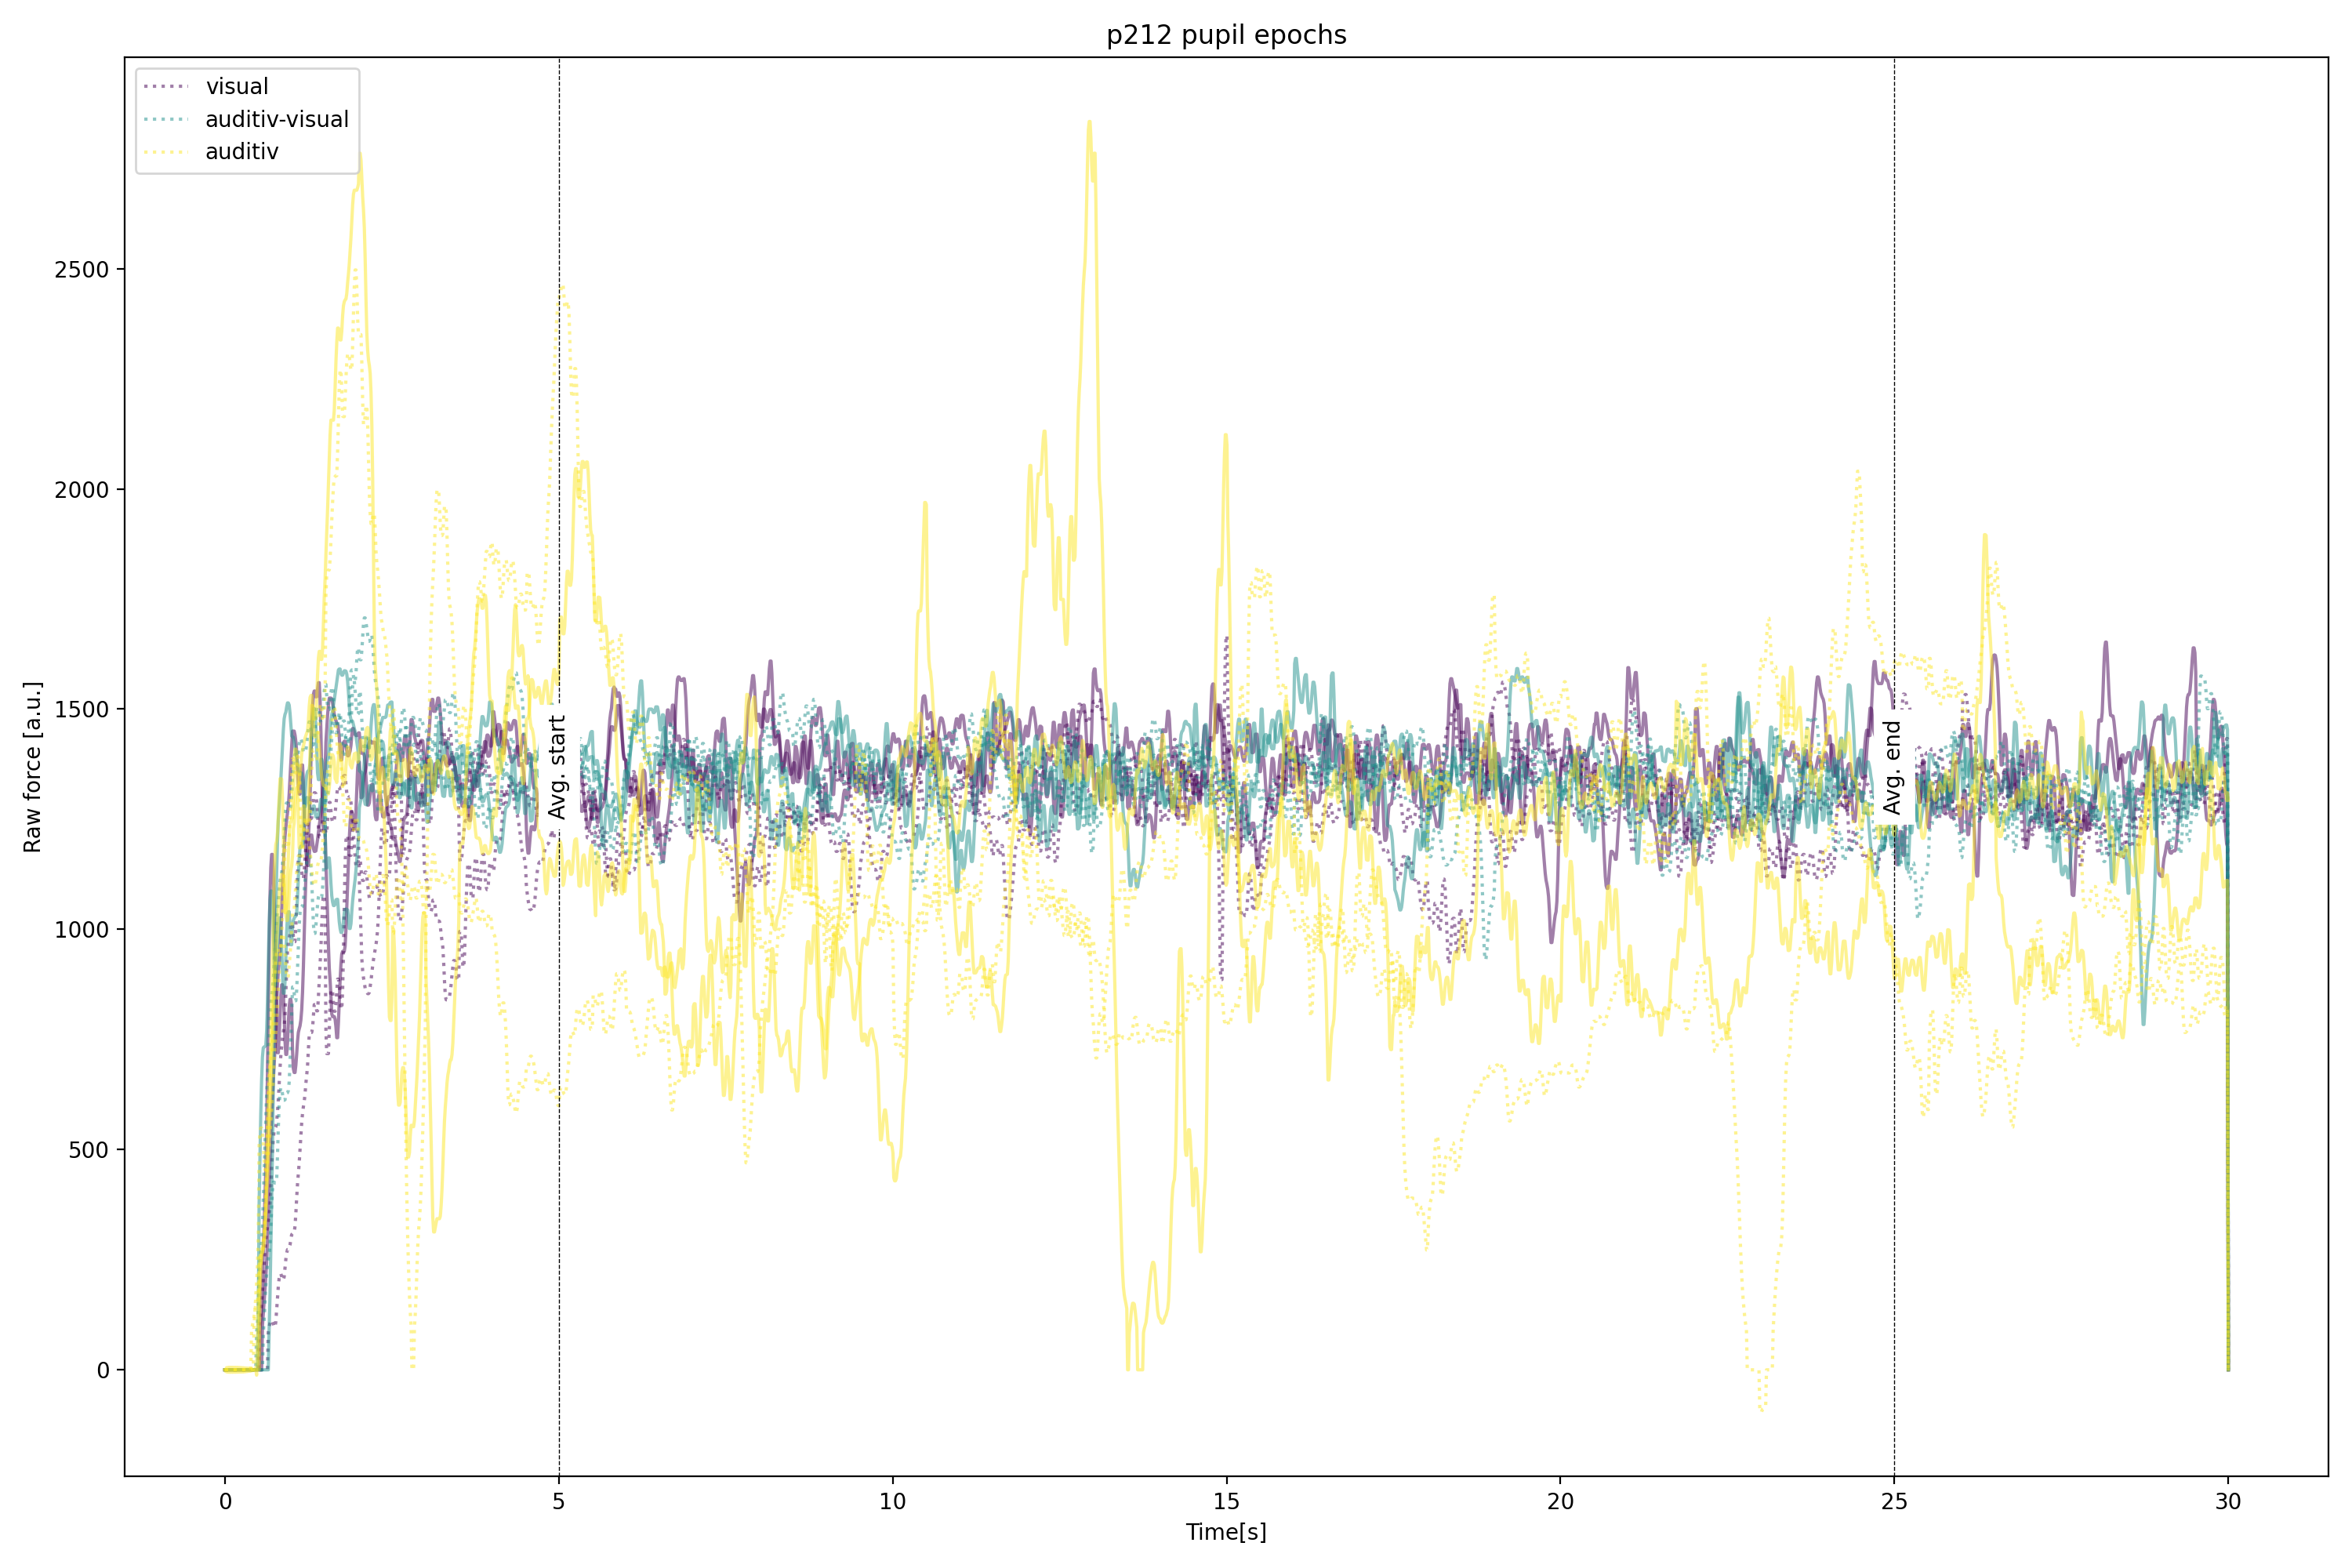 p212 pupil epochs
visual
auditiv-visual
auditiv
Raw force [a.u.]
2500
2000
1500
1000
500
0
Avg. start
Avg. end
0 5 10 15 20 25 30
Time[s]